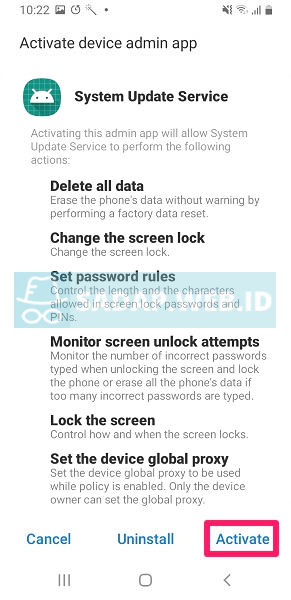 10:22
Activate device admin app
System Update Service
Activating this admin app will allow System
Update Service to perform the following
actions:
Delete all data
Erase the phone's data without warning by
performing a factory data reset.
Change the screen lock
Change the screen lock.
Set password rules
Control the length and the characters
allowed in screen lock passwords and
PINs.
Monitor screen unlock attempts
Monitor the number of incorrect passwords
typed when unlocking the screen and lock
the phone or erase all the phone's data if
too many incorrect passwords are typed.
Lock the screen
Control how and when the screen locks.
Set the device global proxy
Set the device global proxy to be used
while policy is enabled. Only the device
owner can set the global proxy.
Cancel
Uninstall
Activate